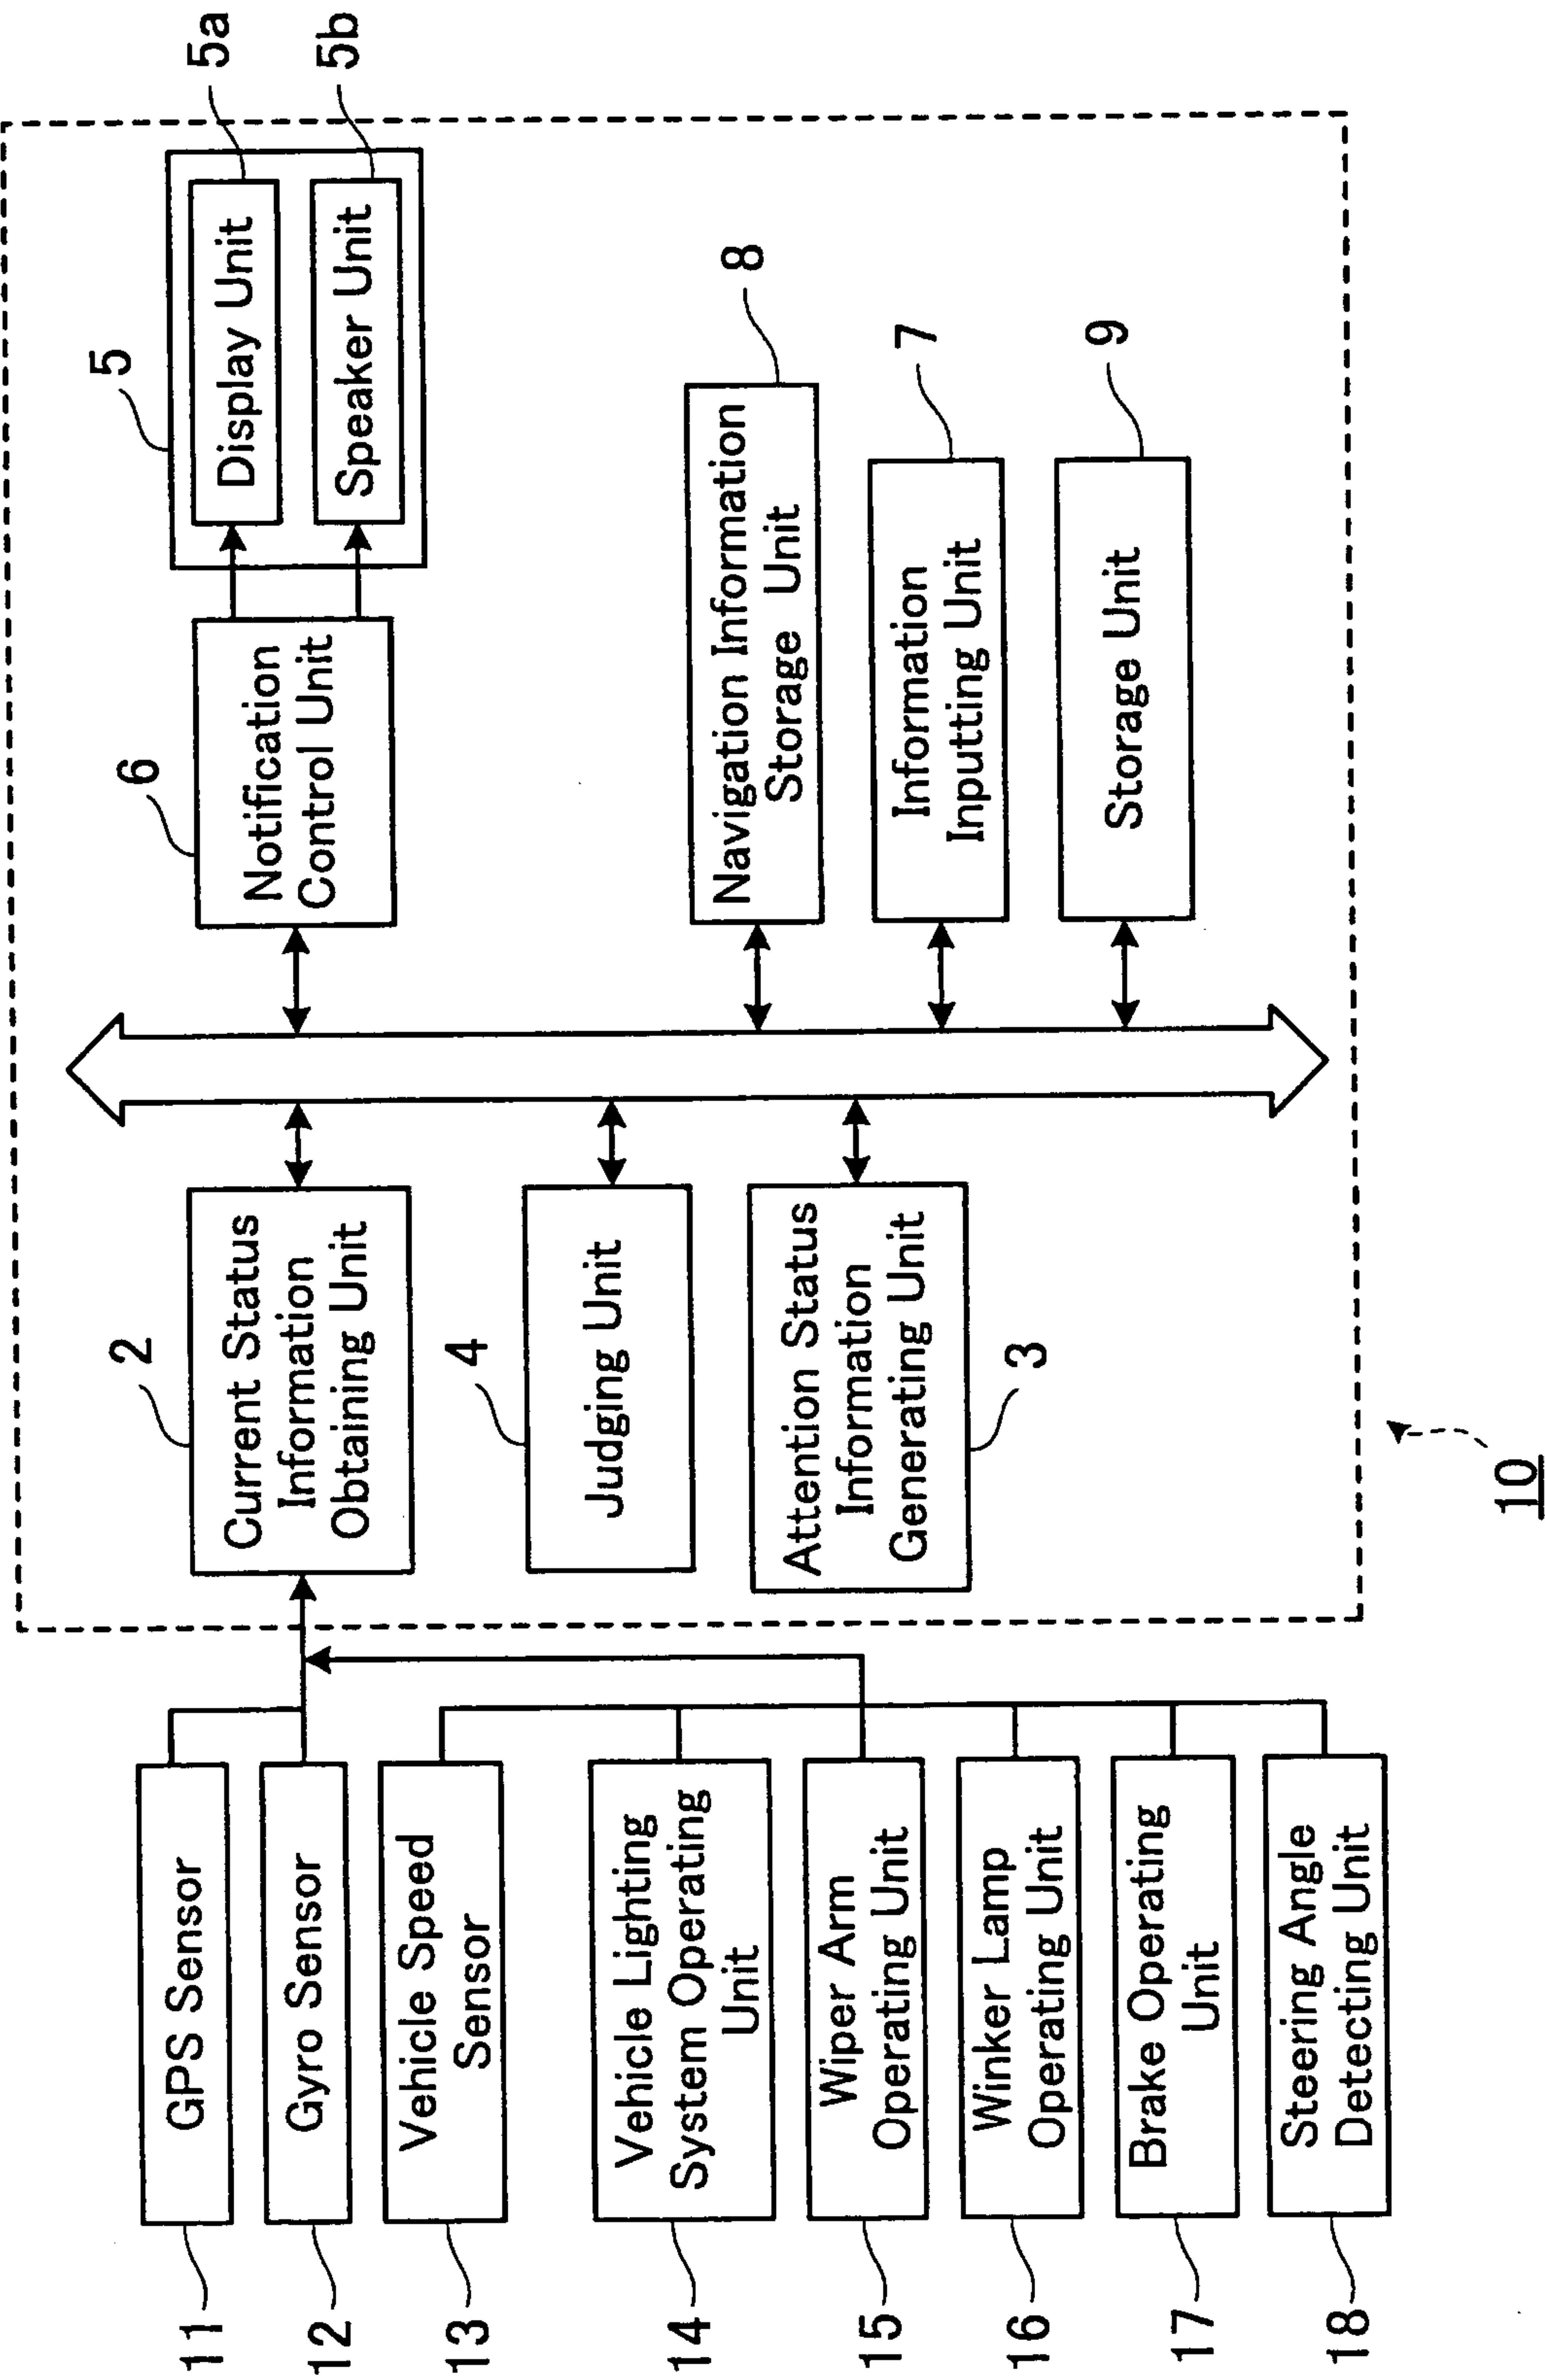 11
GPS Sensor
12
Gyro Sensor
13
Vehicle Speed
Sensor
14
Vehicle Lighting
System Operating
Unit
15
Wiper Arm
Operating Unit
16
Winker Lamp
Operating Unit
17
Brake Operating
Unit
18
Steering Angle
Detecting Unit
2
Current Status
Information
Obtaining Unit
4
Judging Unit
Attention Status
Information
Generating Unit
3
10
6
Notification
Control Unit
5
Display Unit
5a
Speaker Unit
5b
Navigation Information
Storage Unit
8
Information
Inputting Unit
7
Storage Unit
9